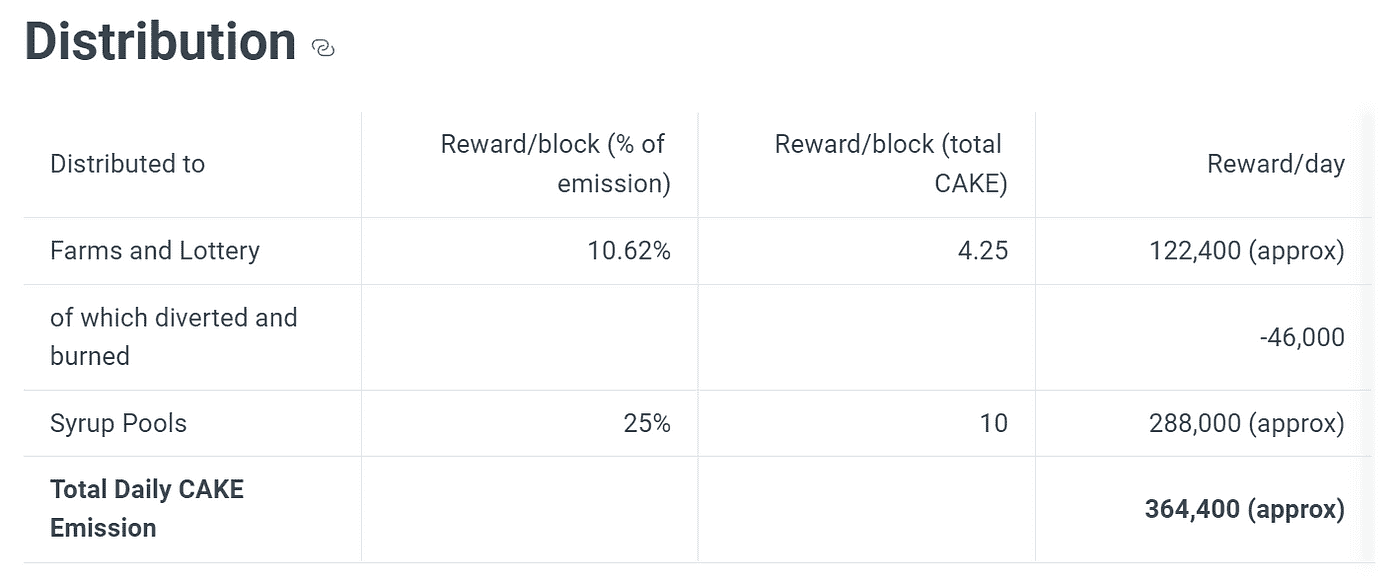 Distribution
Distributed to
Reward/block (% of
emission)
Reward/block (total
CAKE)
Reward/day
Farms and Lottery
10.62%
4.25
122,400 (approx)
of which diverted and
burned
-46,000
Syrup Pools
25%
10
288,000 (approx)
Total Daily CAKE
Emission
364,400 (approx)